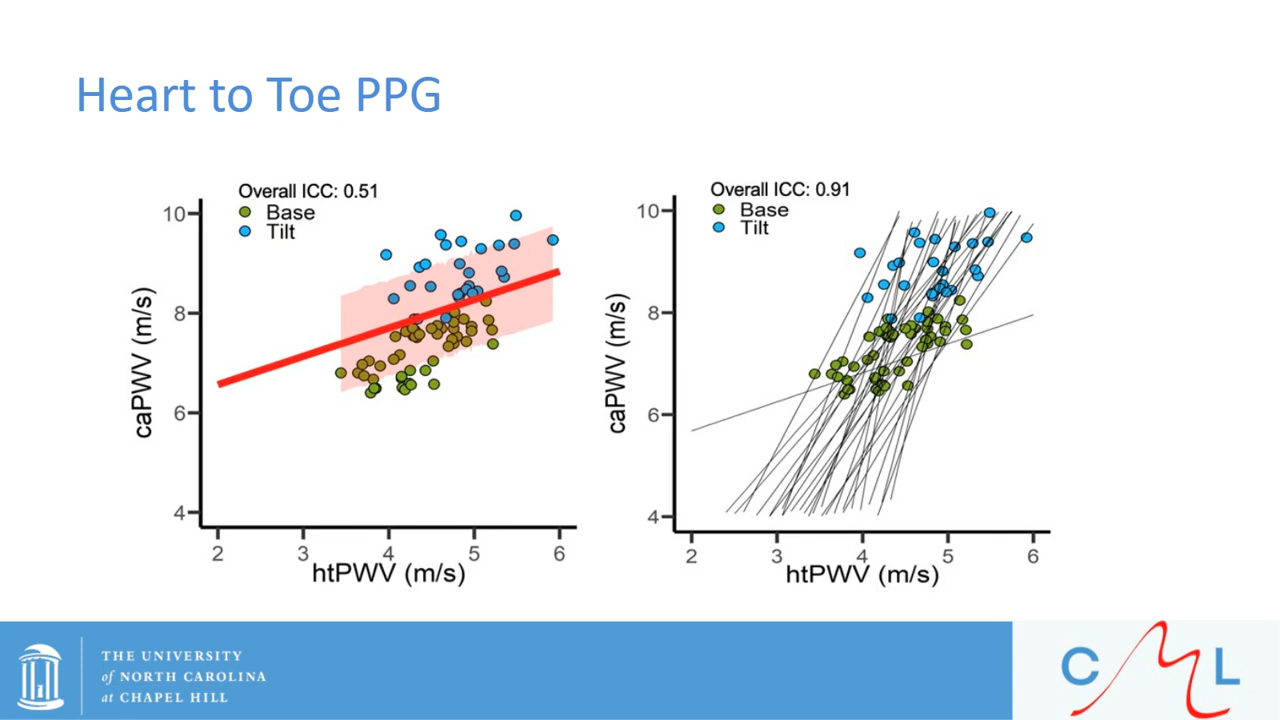 Heart to Toe PPG
Overall ICC: 0.51
Base
Tilt
10
8
6
4
caPWV (m/s)
2 3 4 5 6
htPWV (m/s)
Overall ICC: 0.91
Base
Tilt
10
8
6
4
caPWV (m/s)
2 3 4 5 6
htPWV (m/s)
THE UNIVERSITY
of NORTH CAROLINA
at CHAPEL HILL
C L